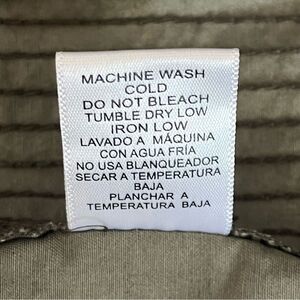 MACHINE WASH
COLD
DO NOT BLEACH
TUMBLE DRY LOW
IRON LOW
LAVADO A MÁQUINA
CON AGUA FRÍA
NO USA BLANQUEADOR
SECAR A TEMPERATURA
BAJA
PLANCHAR A
TEMPERATURA BAJA